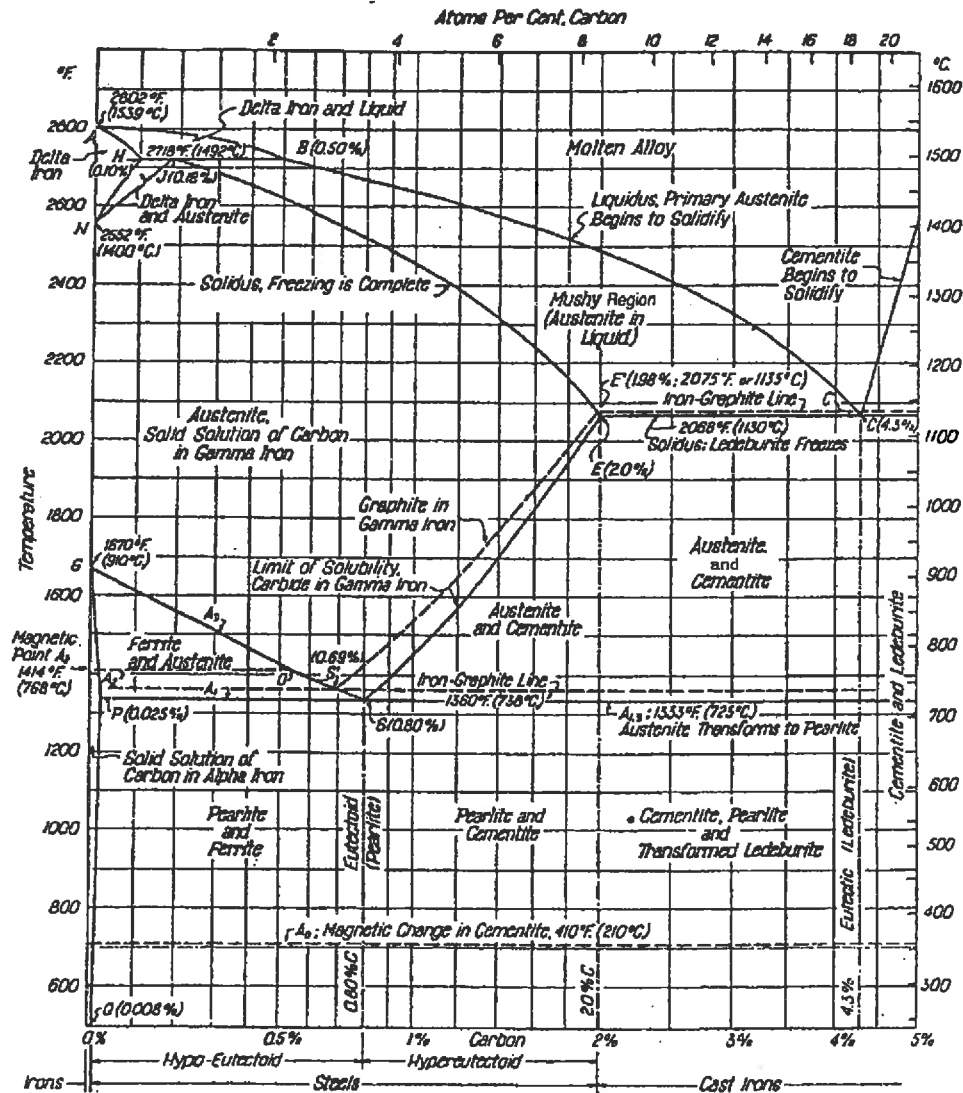 Atoms Per Cent, Carbon
2 4 6 8 10 12 14 16 18 20
°F.
°C.
2802°F.
(1539°C)
Delta Iron and Liquid
1600
2800
A
H
2718°F.(1492°C)
B (0.50%)
Molten Alloy
Delta
Iron
(0.10%)
J(0.18%)
1500
Delta Iron
and Austenite
2600
N
2552°F.
(1400°C)
Liquidus, Primary Austenite
Begins to Solidify
1400
Cementite
Begins to
Solidify
Solidus, Freezing is Complete
2400
Mushy Region
(Austenite in
Liquid)
1300
2200
1200
E'(1.98%; 2075°F. or 1135°C)
Iron-Graphite Line
C'
Austenite,
Solid Solution of Carbon
in Gamma Iron
2000
2068°F.(1130°C)
Solidus; Ledeburite Freezes
C(4.3%)
1100
E(2.0%)
Temperature
Graphite in
Gamma Iron
1000
1800
1670°F.
(910°C)
G
Limit of Solubility,
Carbide in Gamma Iron
Austenite
and
Cementite
900
1600
A3
Austenite
and Cementite
Magnetic
Point A2
1414°F.
(768°C)
Ferrite
and Austenite
(0.69%)
S'
O
800
A2
A1
Iron-Graphite Line
1360°F.(738°C)
P(0.025%)
S(0.80%)
A1,3 : 1333°F.(725°C)
Austenite Transforms to Pearlite
700
1200
Solid Solution of
Carbon in Alpha Iron
Cementite and Ledeburite
600
Pearlite
and
Ferrite
Eutectoid
(Pearlite)
Pearlite and
Cementite
Cementite, Pearlite
and
Transformed Ledeburite
Eutectic (Ledeburite)
1000
500
800
400
A0; Magnetic Change in Cementite, 410°F. (210°C)
600
0.80%C
2.0%C
4.3%
300
Q(0.008%)
0% 0.5% 1% Carbon 2% 3% 4% 5%
Hypo-Eutectoid Hypereutectoid
Irons Steels Cast Irons